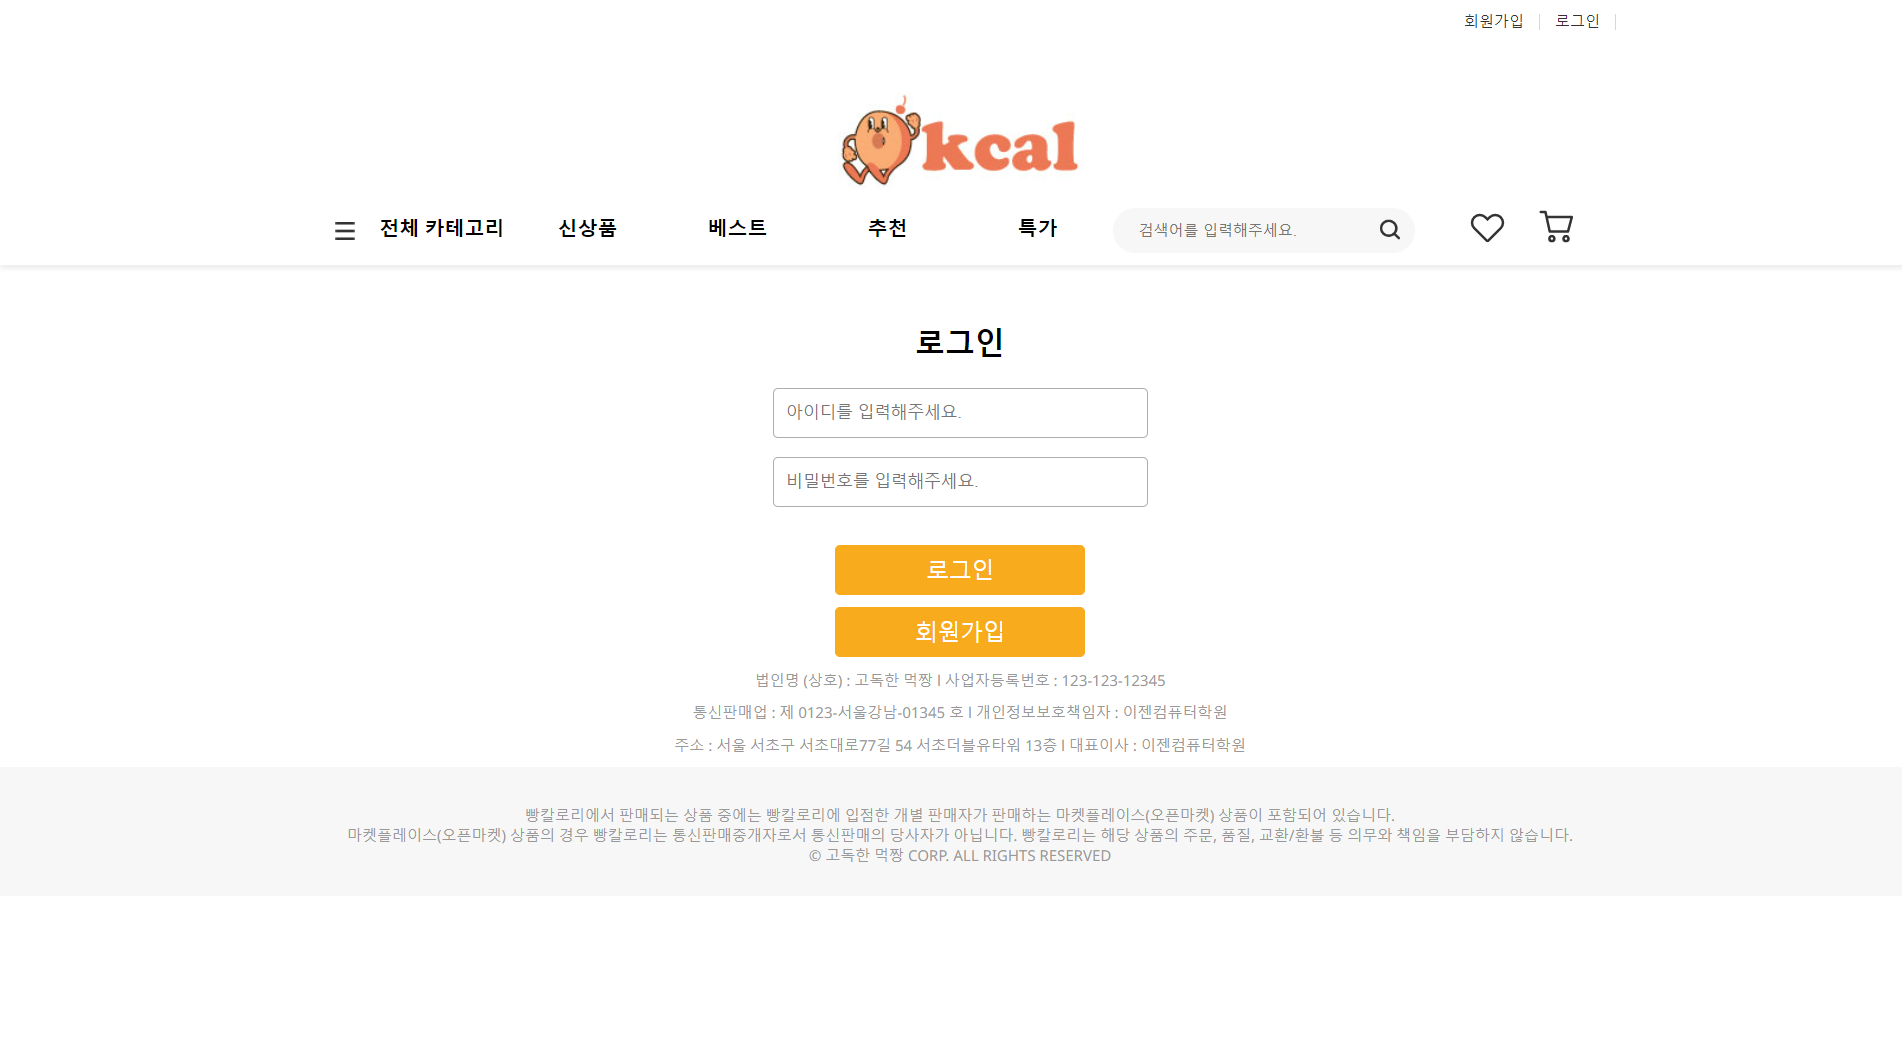 회원가입 로그인
kcal
전체 카테고리 신상품 베스트 추천 특가 검색어를 입력해주세요.
로그인
아이디를 입력해주세요.
비밀번호를 입력해주세요.
로그인
회원가입
법인명 (상호) : 고독한 먹짱 I 사업자등록번호 : 123-123-12345
통신판매업 : 제 0123-서울강남-01345 호 I 개인정보보호책임자 : 이젠컴퓨터학원
주소 : 서울 서초구 서초대로77길 54 서초더블유타워 13층 I 대표이사 : 이젠컴퓨터학원
빵칼로리에서 판매되는 상품 중에는 빵칼로리에 입점한 개별 판매자가 판매하는 마켓플레이스(오픈마켓) 상품이 포함되어 있습니다.
마켓플레이스(오픈마켓) 상품의 경우 빵칼로리는 통신판매중개자로서 통신판매의 당사자가 아닙니다. 빵칼로리는 해당 상품의 주문, 품질, 교환/환불 등 의무와 책임을 부담하지 않습니다.
© 고독한 먹짱 CORP. ALL RIGHTS RESERVED